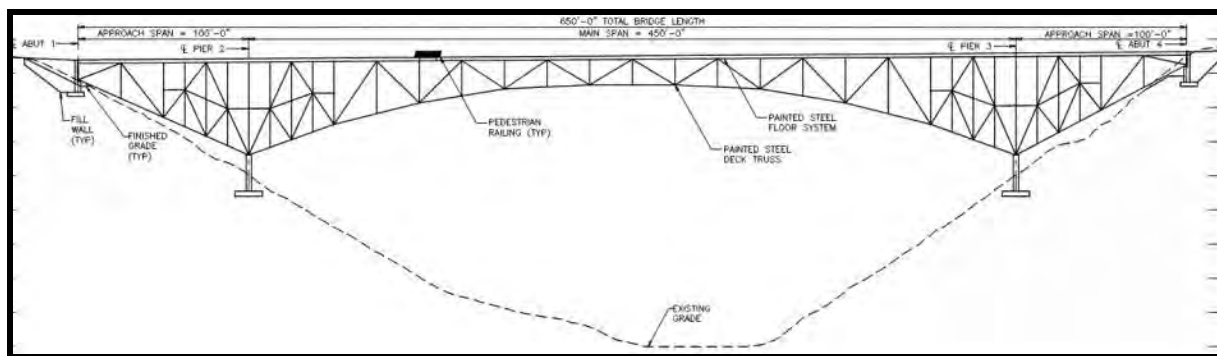 650'-0" TOTAL BRIDGE LENGTH
APPROACH SPAN = 100'-0"
MAIN SPAN = 450'-0"
APPROACH SPAN =100'-0"
℄ ABUT 1
℄ PIER 2
℄ PIER 3
℄ ABUT 4
FILL
WALL
(TYP)
FINISHED
GRADE
(TYP)
PEDESTRIAN
RAILING (TYP)
PAINTED STEEL
FLOOR SYSTEM
PAINTED STEEL
DECK TRUSS
EXISTING
GRADE